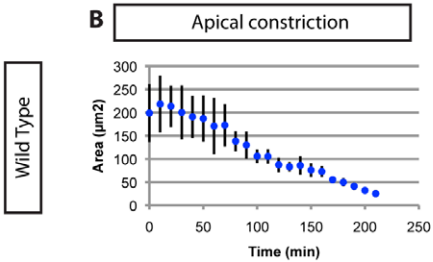 B
Apical constriction
Wild Type
Area (μm2)
300
250
200
150
100
50
0
0 50 100 150 200 250
Time (min)